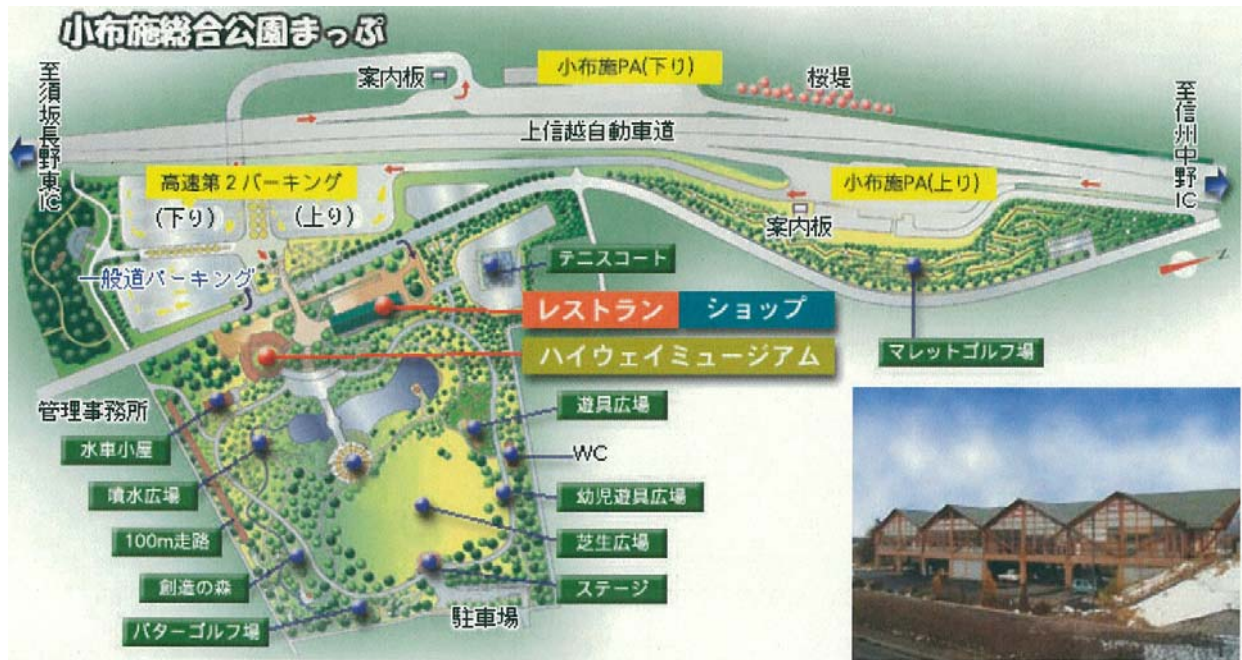 小布施総合公園まっぷ
案内板
小布施PA(下り)
桜堤
至須坂長野東IC
上信越自動車道
至信州中野IC
高速第2パーキング
(下り)
(上り)
小布施PA(上り)
案内板
一般道パーキング
テニスコート
レストラン ショップ
ハイウェイミュージアム
マレットゴルフ場
管理事務所
水車小屋
噴水広場
100m走路
創造の森
パターゴルフ場
遊具広場
WC
幼児遊具広場
芝生広場
ステージ
駐車場